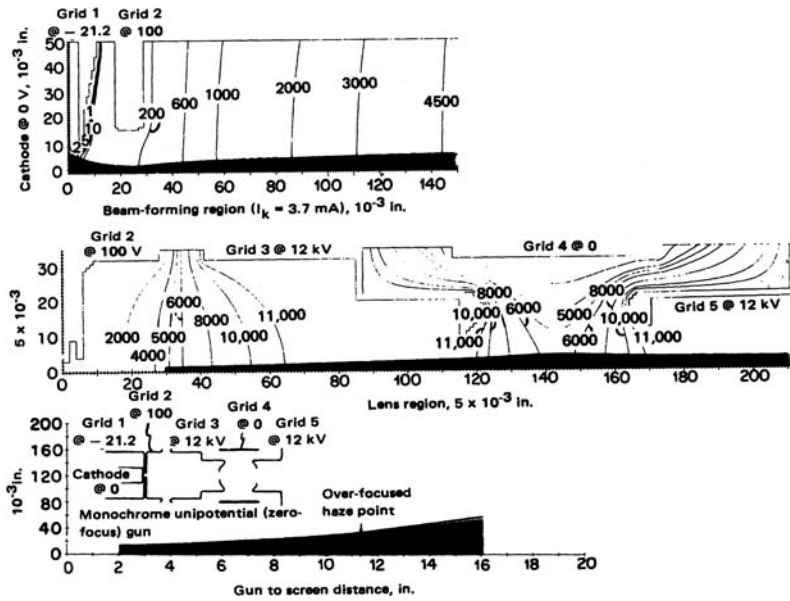 Grid 1 Grid 2
@ – 21.2 @ 100
Cathode @ 0 V, 10⁻³ in.
50
40
30
20
10
0
1
10
2
200
600
1000
2000
3000
4500
0 20 40 60 80 100 120 140
Beam-forming region (Iₖ = 3.7 mA), 10⁻³ in.
Grid 2
@ 100 V
Grid 3 @ 12 kV
Grid 4 @ 0
Grid 5 @ 12 kV
5 × 10⁻³
30
20
10
0
2000
4000
5000
6000
8000
10,000
11,000
11,000
10,000
8000
6000
5000
6000
8000
10,000
11,000
0 20 40 60 80 100 120 140 160 180 200
Lens region, 5 × 10⁻³ in.
Grid 1
@ – 21.2
Grid 2
@ 100
Grid 3
@ 12 kV
Grid 4
@ 0
Grid 5
@ 12 kV
10⁻³ in.
200
160
120
80
40
0
Cathode
@ 0
Monochrome unipotential (zero-
focus) gun
Over-focused
haze point
0 2 4 6 8 10 12 14 16 20
Gun to screen distance, in.